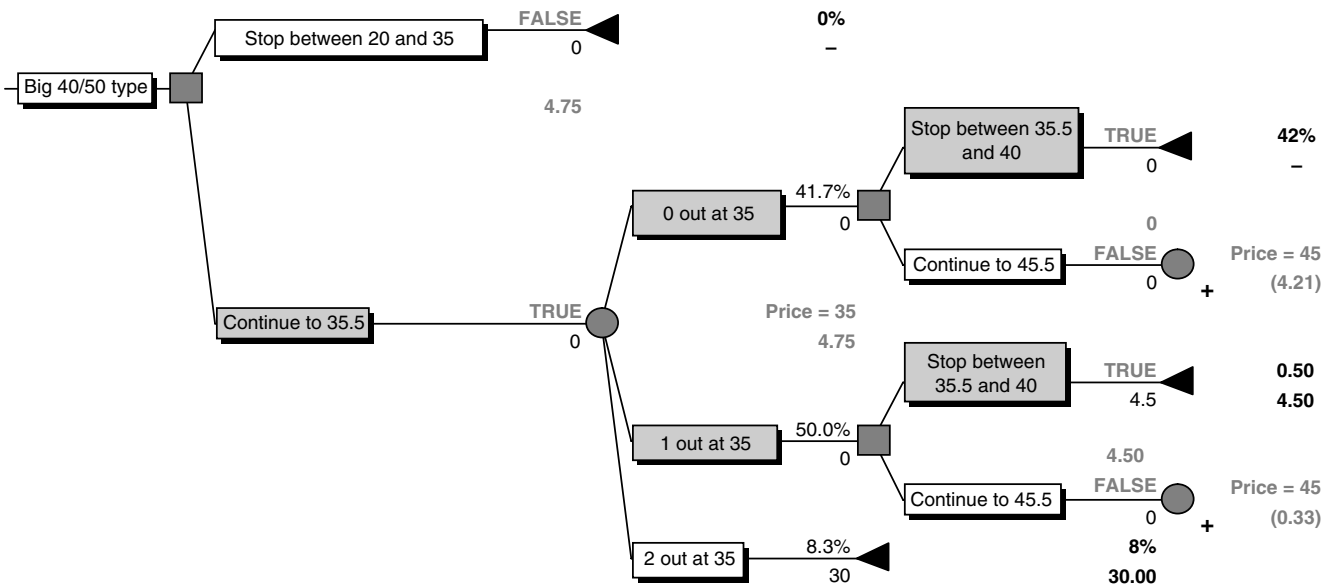 FALSE
0%
Stop between 20 and 35
0
–
Big 40/50 type
4.75
Stop between 35.5
and 40
TRUE
42%
0
–
0 out at 35
41.7%
0
0
Continue to 45.5
FALSE
Price = 45
0
+
(4.21)
Continue to 35.5
TRUE
Price = 35
0
4.75
Stop between
35.5 and 40
TRUE
0.50
4.5
4.50
1 out at 35
50.0%
0
4.50
Continue to 45.5
FALSE
Price = 45
0
+
(0.33)
2 out at 35
8.3%
8%
30
30.00